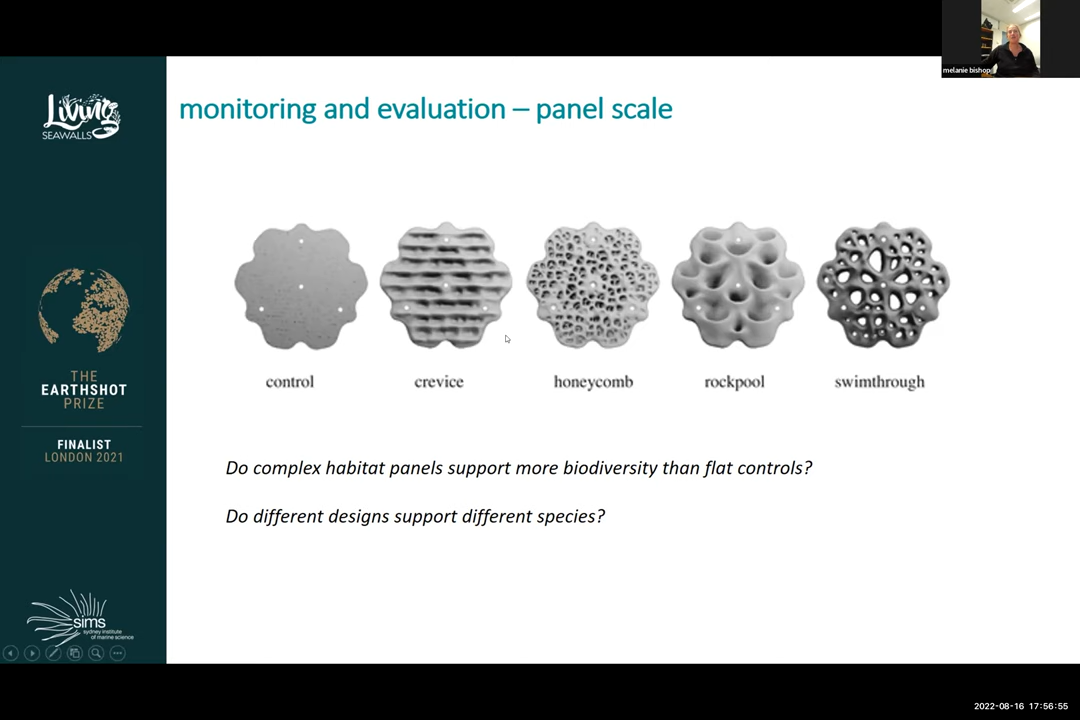 melanie bishop
Living
SEAWALLS
monitoring and evaluation – panel scale
control crevice honeycomb rockpool swimthrough
THE
EARTHSHOT
PRIZE
FINALIST
LONDON 2021
Do complex habitat panels support more biodiversity than flat controls?
Do different designs support different species?
sims
sydney institute
of marine science
2022-08-16 17:56:55